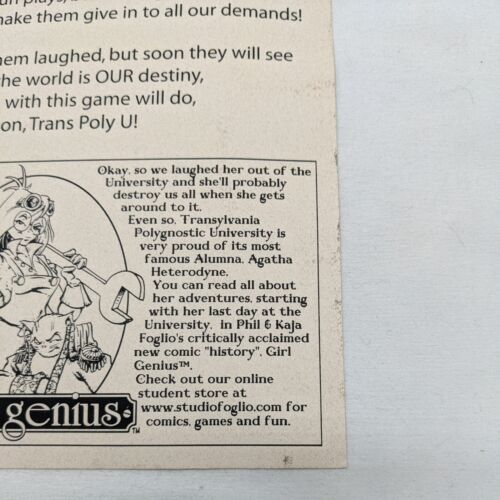 make them give in to all our demands!
hem laughed, but soon they will see
the world is OUR destiny,
with this game will do,
on, Trans Poly U!
Okay, so we laughed her out of the
University and she'll probably
destroy us all when she gets
around to it.
Even so, Transylvania
Polygnostic University is
very proud of its most
famous Alumna, Agatha
Heterodyne.
You can read all about
her adventures, starting
with her last day at the
University, in Phil & Kaja
Foglio's critically acclaimed
new comic "history", Girl
Genius™.
Check out our online
student store at
www.studiofoglio.com for
comics, games and fun.
genius
TM